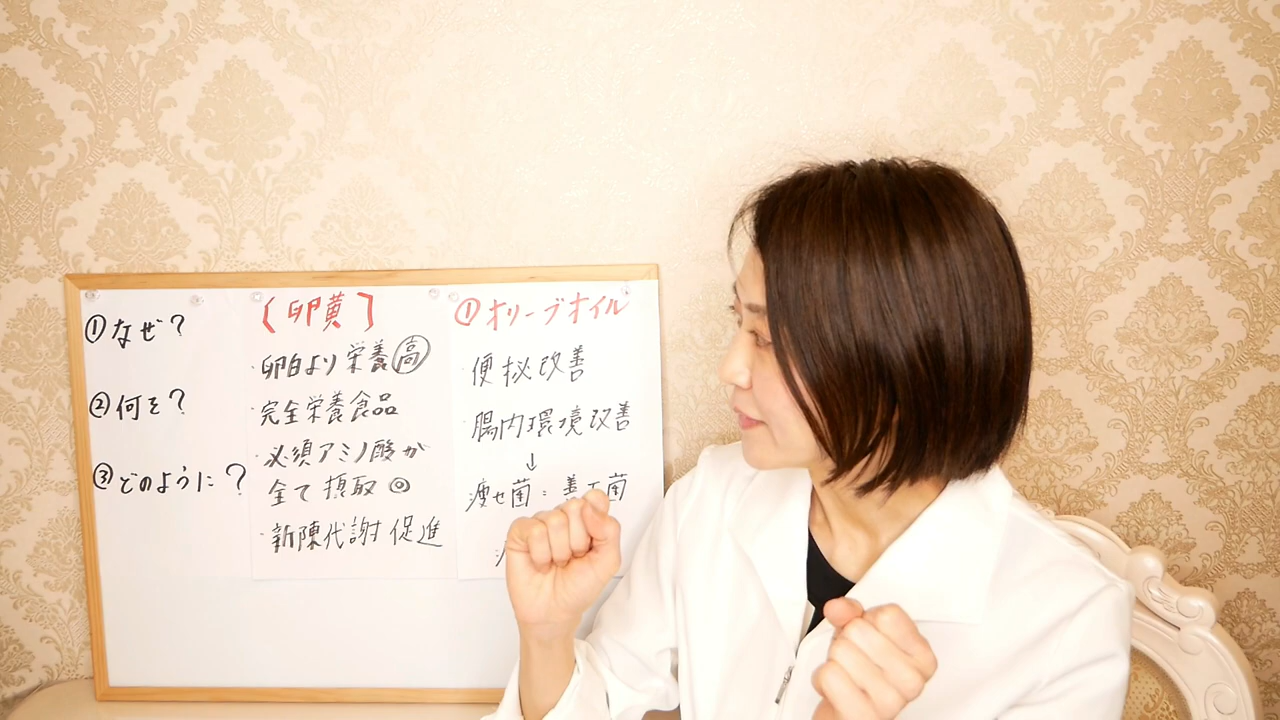 ①なぜ?
②何を?
③どのように?
【卵黄】
・卵白より栄養高
・完全栄養食品
・必須アミノ酸が
全て摂取◎
・新陳代謝促進
①オリーブオイル
・便秘改善
・腸内環境改善
↓
痩せ菌:善玉菌